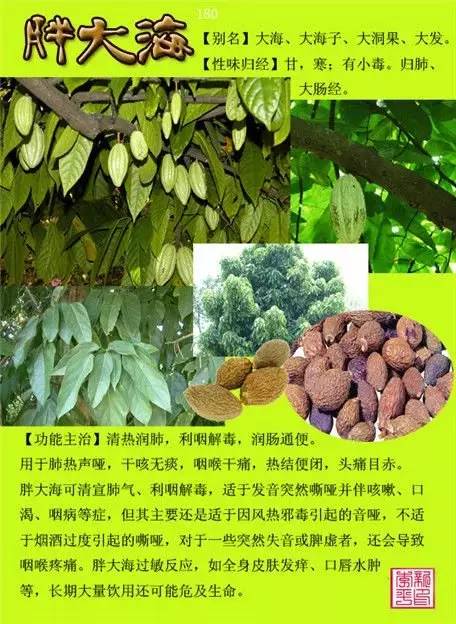 180
胖大海
【别名】大海、大海子、大洞果、大发。
【性味归经】甘，寒；有小毒。归肺、
大肠经。
【功能主治】清热润肺，利咽解毒，润肠通便。
用于肺热声哑，干咳无痰，咽喉干痛，热结便闭，头痛目赤。
胖大海可清宣肺气、利咽解毒，适于发音突然嘶哑并伴咳嗽、口
渴、咽病等症，但其主要还是适于因风热邪毒引起的音哑，不适
于烟酒过度引起的嘶哑，对于一些突然失音或脾虚者，还会导致
咽喉疼痛。胖大海过敏反应，如全身皮肤发痒、口唇水肿
等，长期大量饮用还可能危及生命。